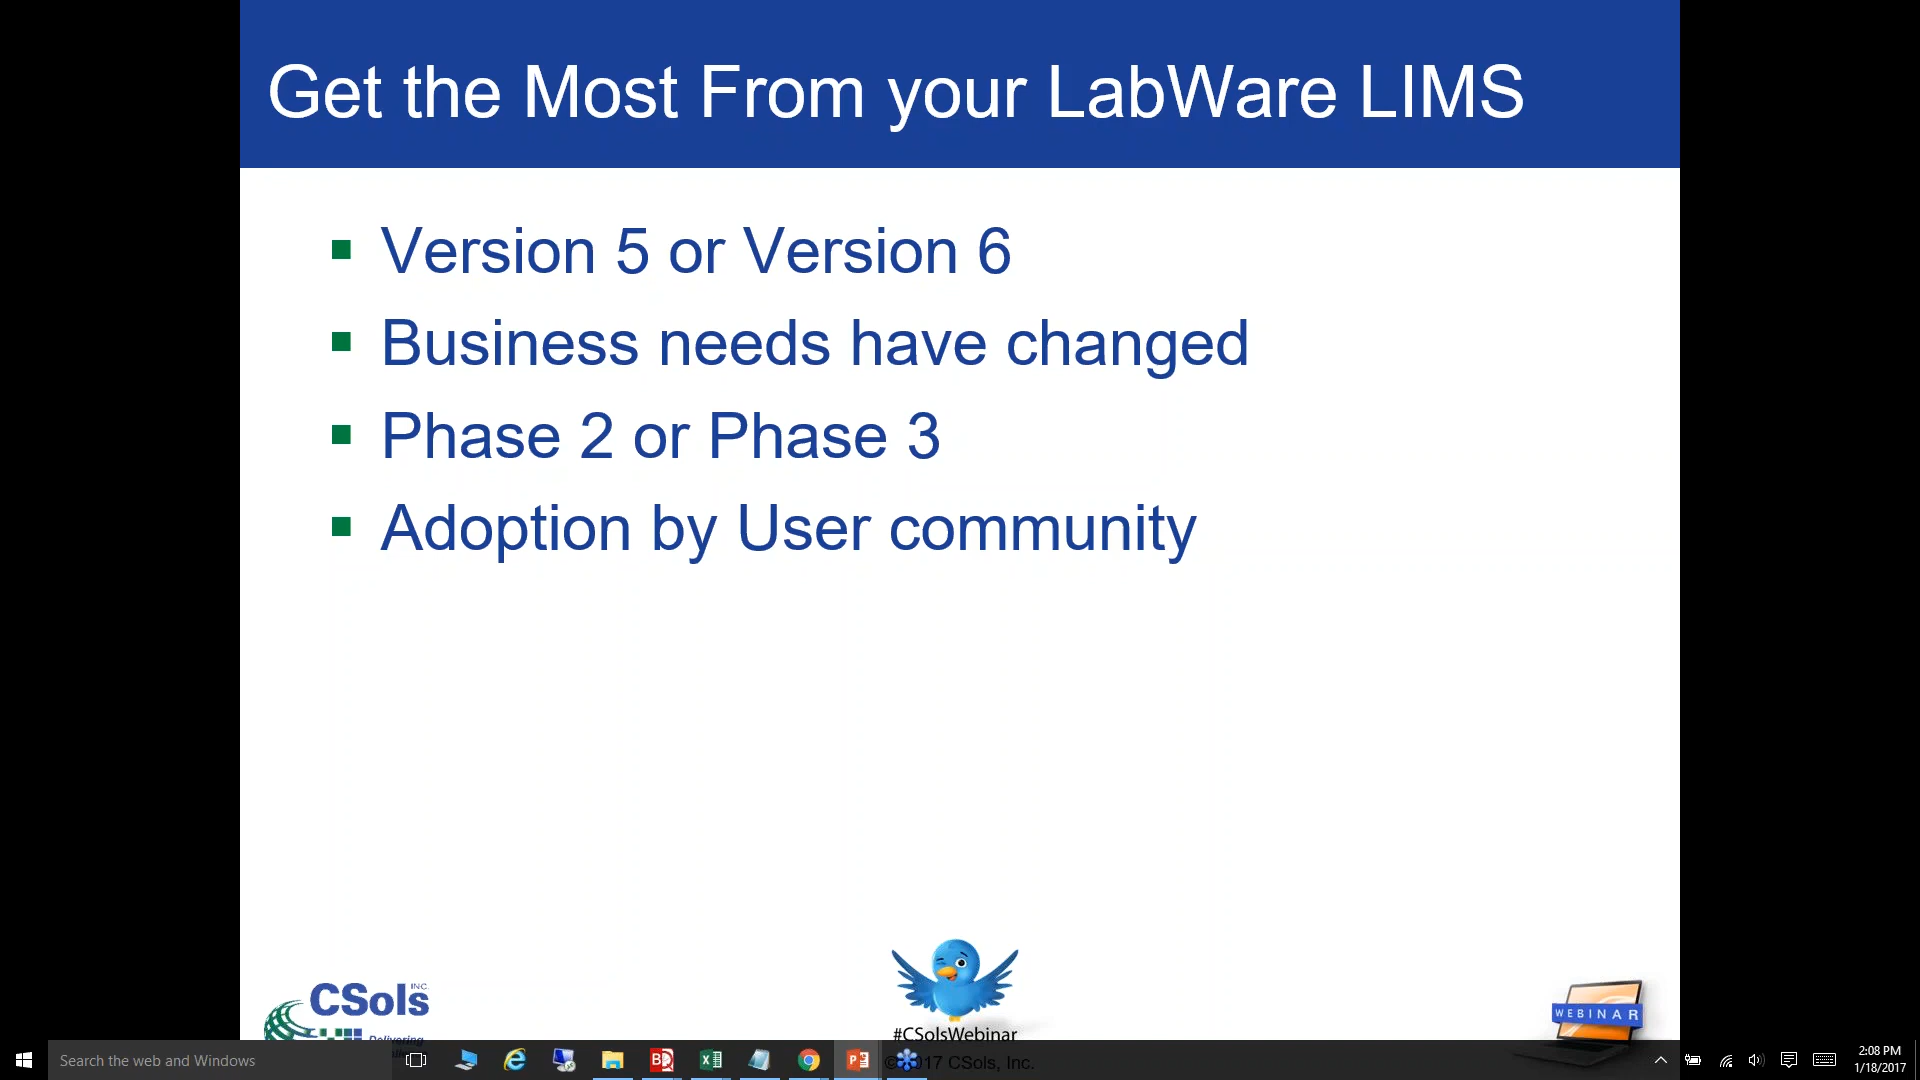 Get the Most From your LabWare LIMS
Version 5 or Version 6
Business needs have changed
Phase 2 or Phase 3
Adoption by User community
CSols INC.
Delivering
#CSolsWebinar
WEBINAR
Search the web and Windows
17 CSols, Inc.
2:08 PM
1/18/2017